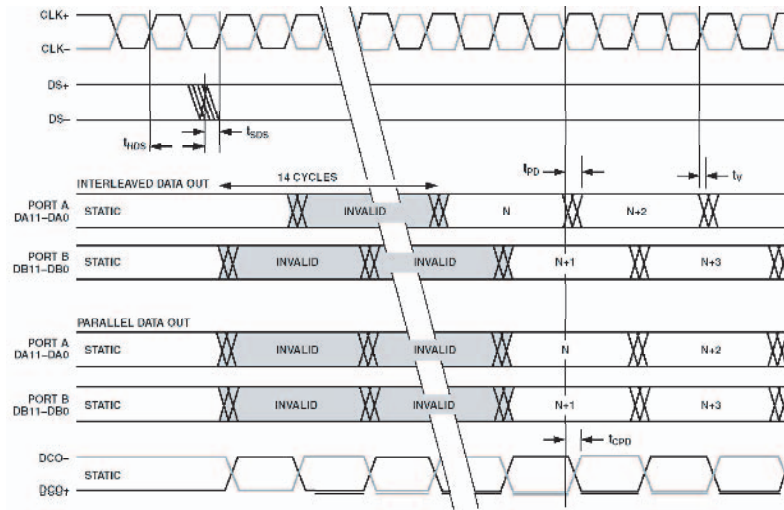 CLK+
CLK–
DS+
DS–
tHDS
tSDS
tPD
tV
INTERLEAVED DATA OUT
14 CYCLES
PORT A
DA11–DA0
STATIC
INVALID
N
N+2
PORT B
DB11–DB0
STATIC
INVALID
INVALID
N+1
N+3
PARALLEL DATA OUT
PORT A
DA11–DA0
STATIC
INVALID
INVALID
N
N+2
PORT B
DB11–DB0
STATIC
INVALID
INVALID
N+1
N+3
tCPD
DCO–
STATIC